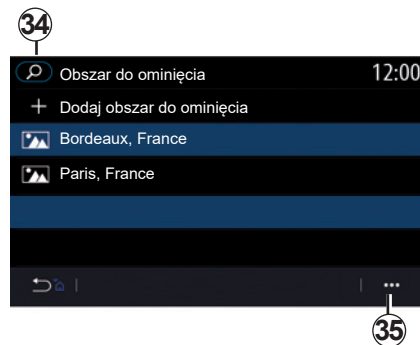 34
Obszar do ominięcia 12:00
+ Dodaj obszar do ominięcia
Bordeaux, France
Paris, France
35